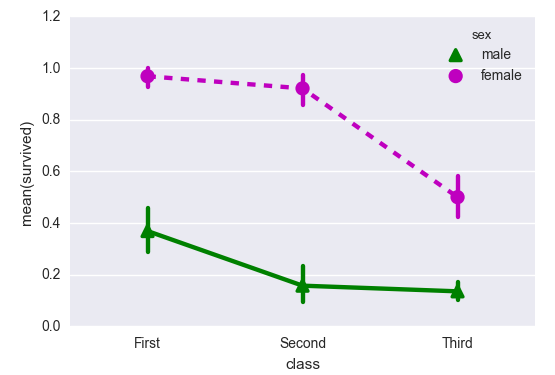 1.2
sex
male
female
1.0
0.8
0.6
0.4
0.2
0.0
mean(survived)
First Second Third
class